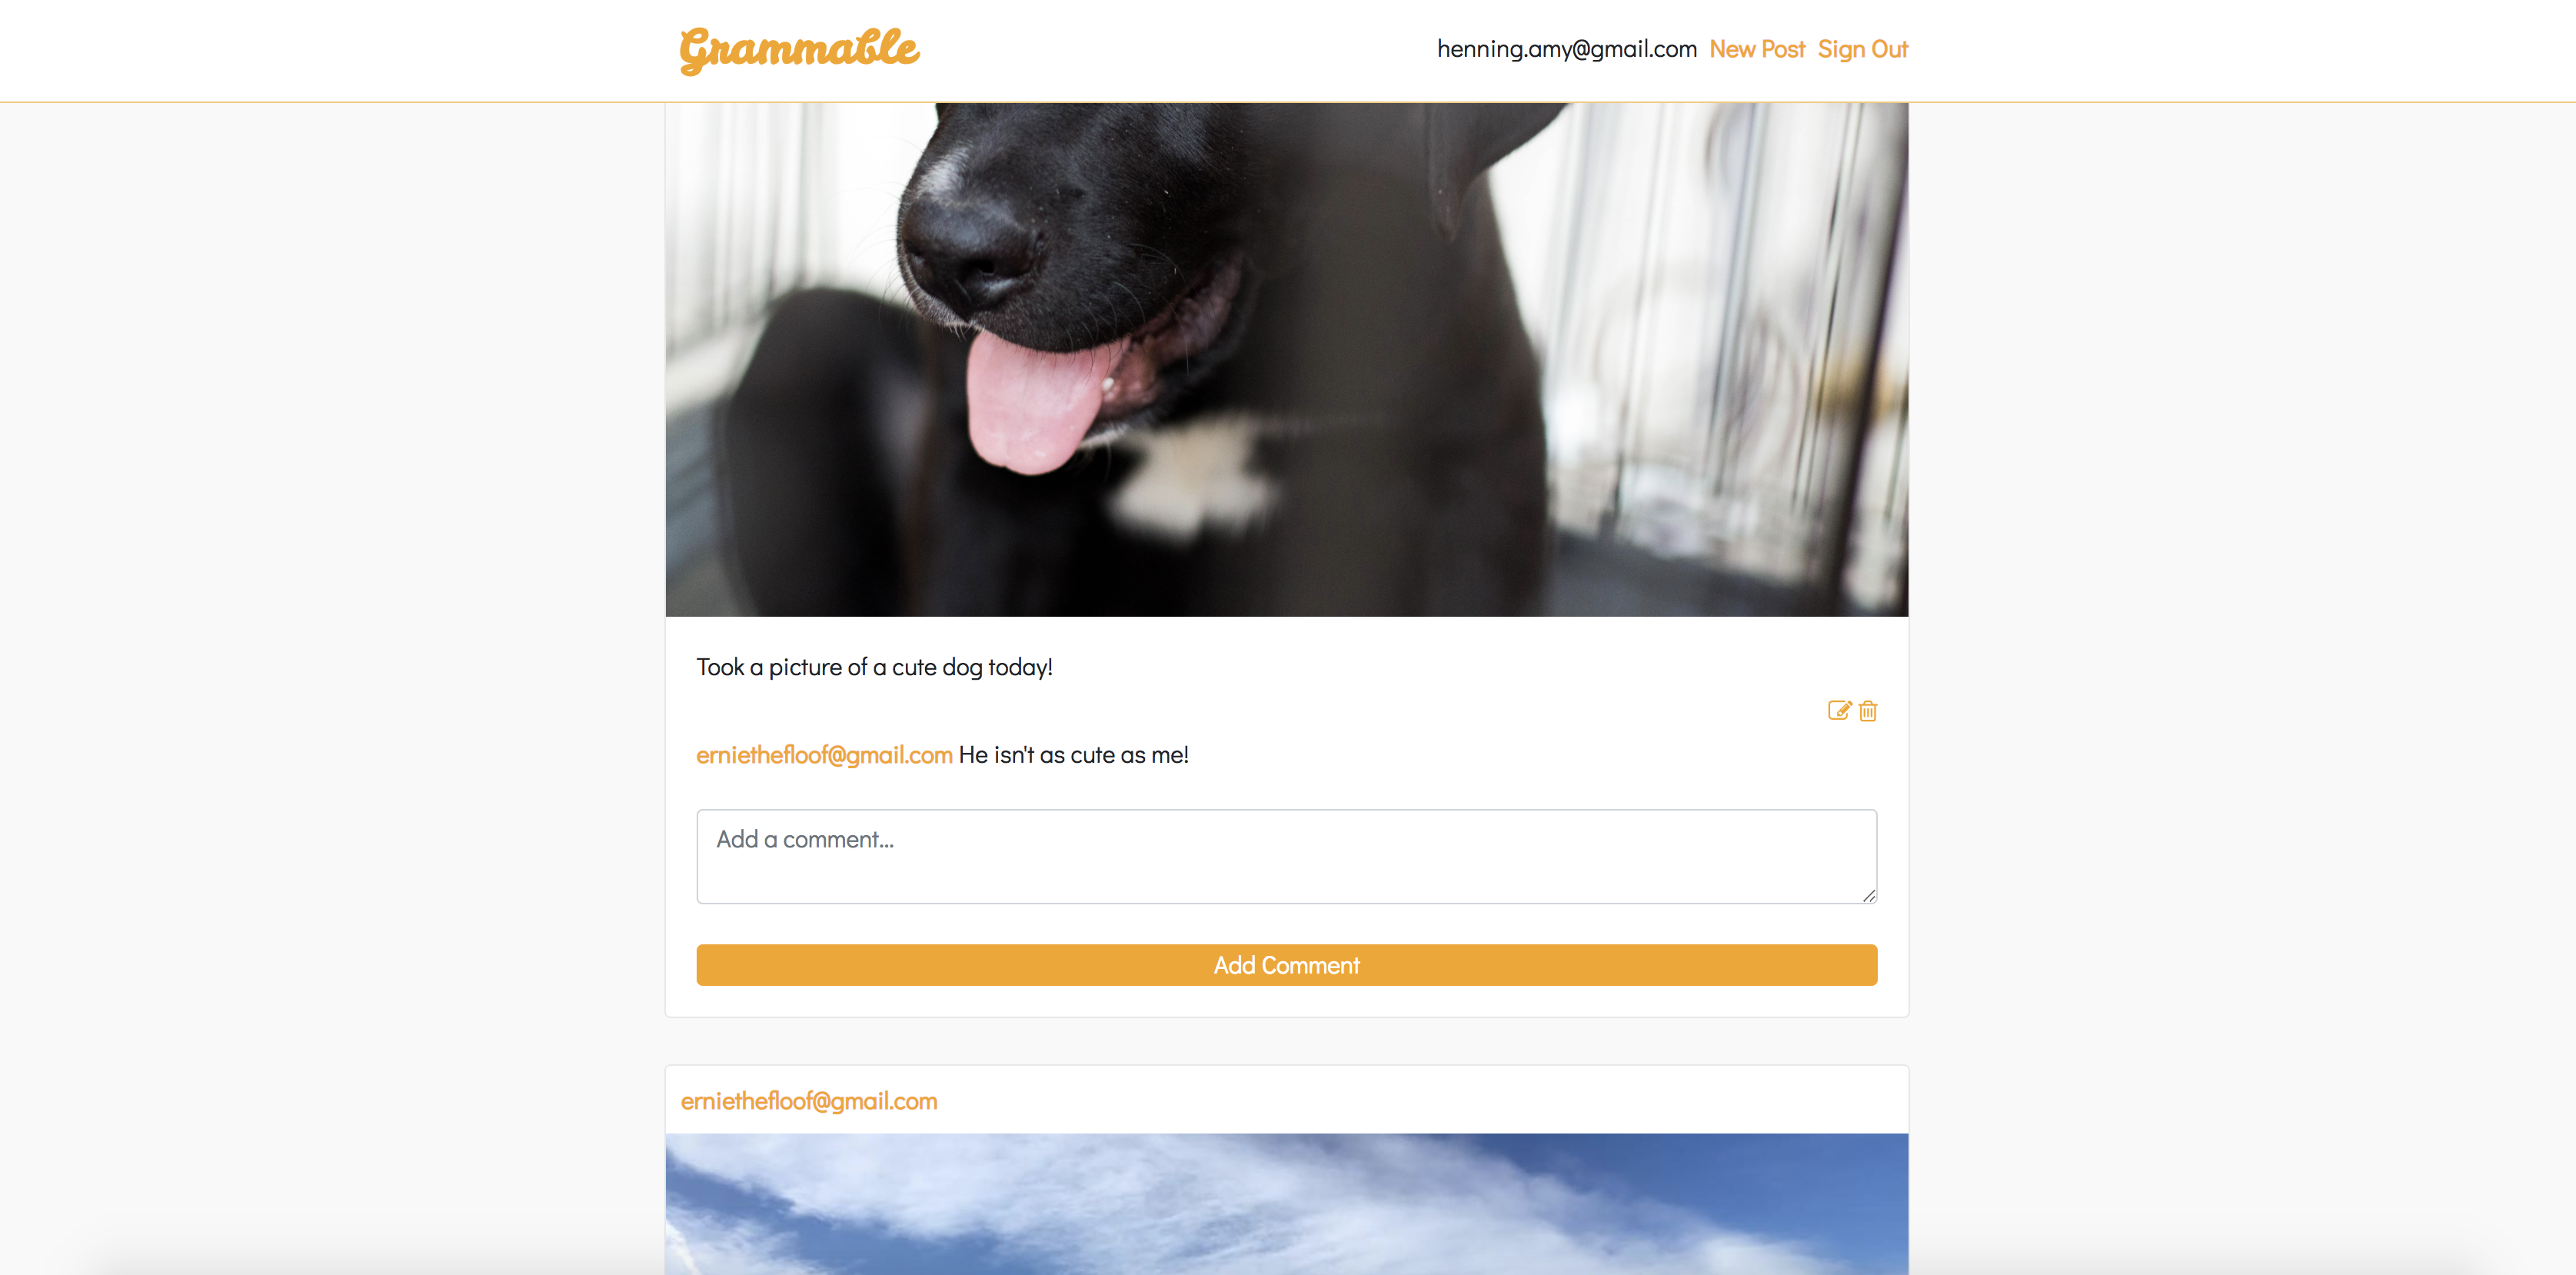 Grammable
henning.amy@gmail.com New Post Sign Out
Took a picture of a cute dog today!
erniethefloof@gmail.com He isn't as cute as me!
Add a comment...
Add Comment
erniethefloof@gmail.com